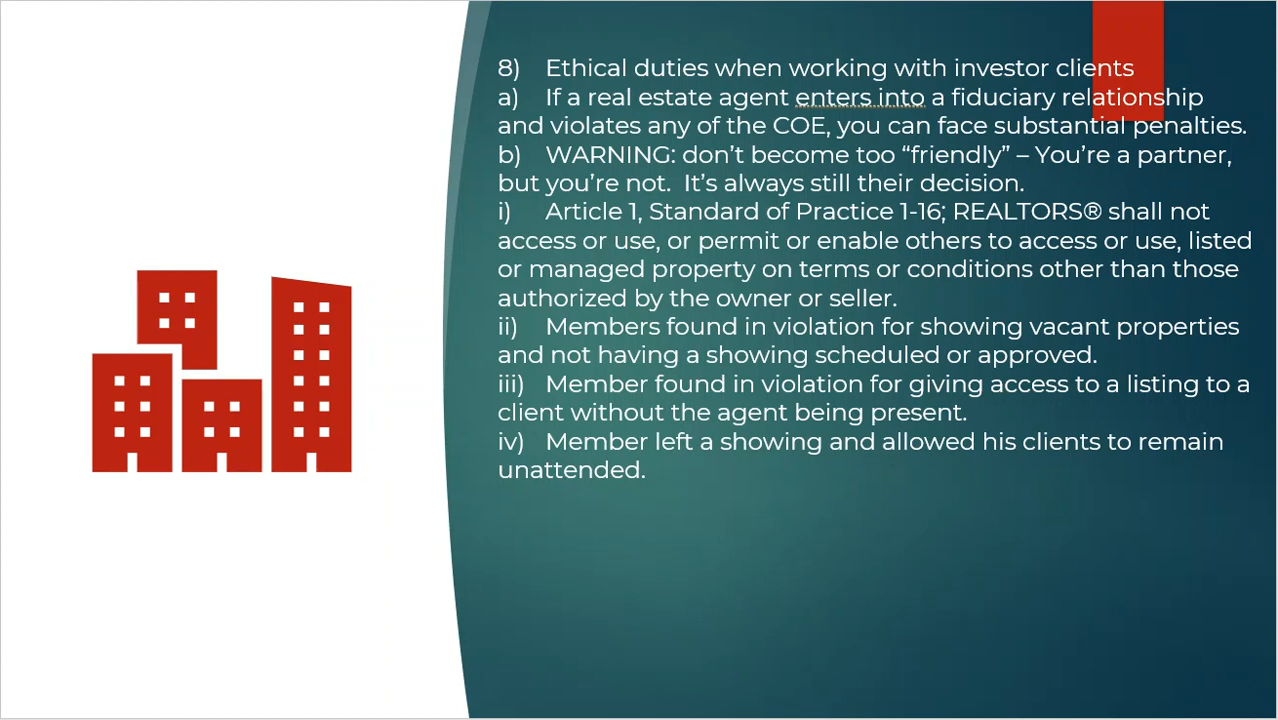 8) Ethical duties when working with investor clients
a) If a real estate agent enters into a fiduciary relationship
and violates any of the COE, you can face substantial penalties.
b) WARNING: don’t become too “friendly” – You’re a partner,
but you’re not. It’s always still their decision.
i) Article 1, Standard of Practice 1-16; REALTORS® shall not
access or use, or permit or enable others to access or use, listed
or managed property on terms or conditions other than those
authorized by the owner or seller.
ii) Members found in violation for showing vacant properties
and not having a showing scheduled or approved.
iii) Member found in violation for giving access to a listing to a
client without the agent being present.
iv) Member left a showing and allowed his clients to remain
unattended.